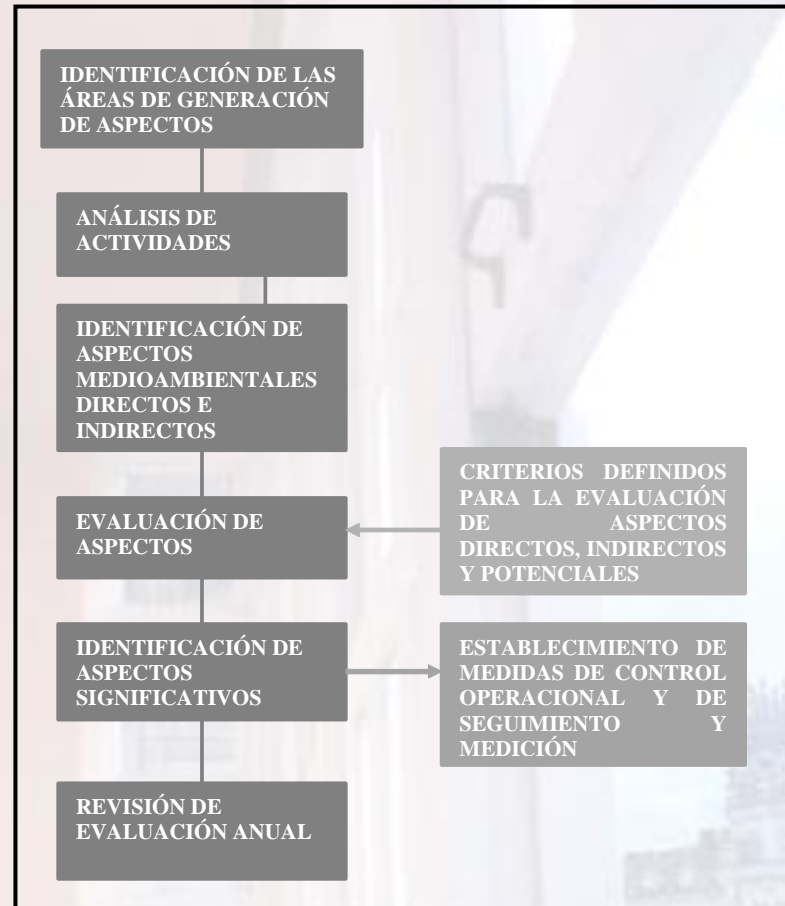 IDENTIFICACIÓN DE LAS
ÁREAS DE GENERACIÓN
DE ASPECTOS
ANÁLISIS DE
ACTIVIDADES
IDENTIFICACIÓN DE
ASPECTOS
MEDIOAMBIENTALES
DIRECTOS E
INDIRECTOS
EVALUACIÓN DE
ASPECTOS
CRITERIOS DEFINIDOS
PARA LA EVALUACIÓN
DE ASPECTOS
DIRECTOS, INDIRECTOS
Y POTENCIALES
IDENTIFICACIÓN DE
ASPECTOS
SIGNIFICATIVOS
ESTABLECIMIENTO DE
MEDIDAS DE CONTROL
OPERACIONAL Y DE
SEGUIMIENTO Y
MEDICIÓN
REVISIÓN DE
EVALUACIÓN ANUAL